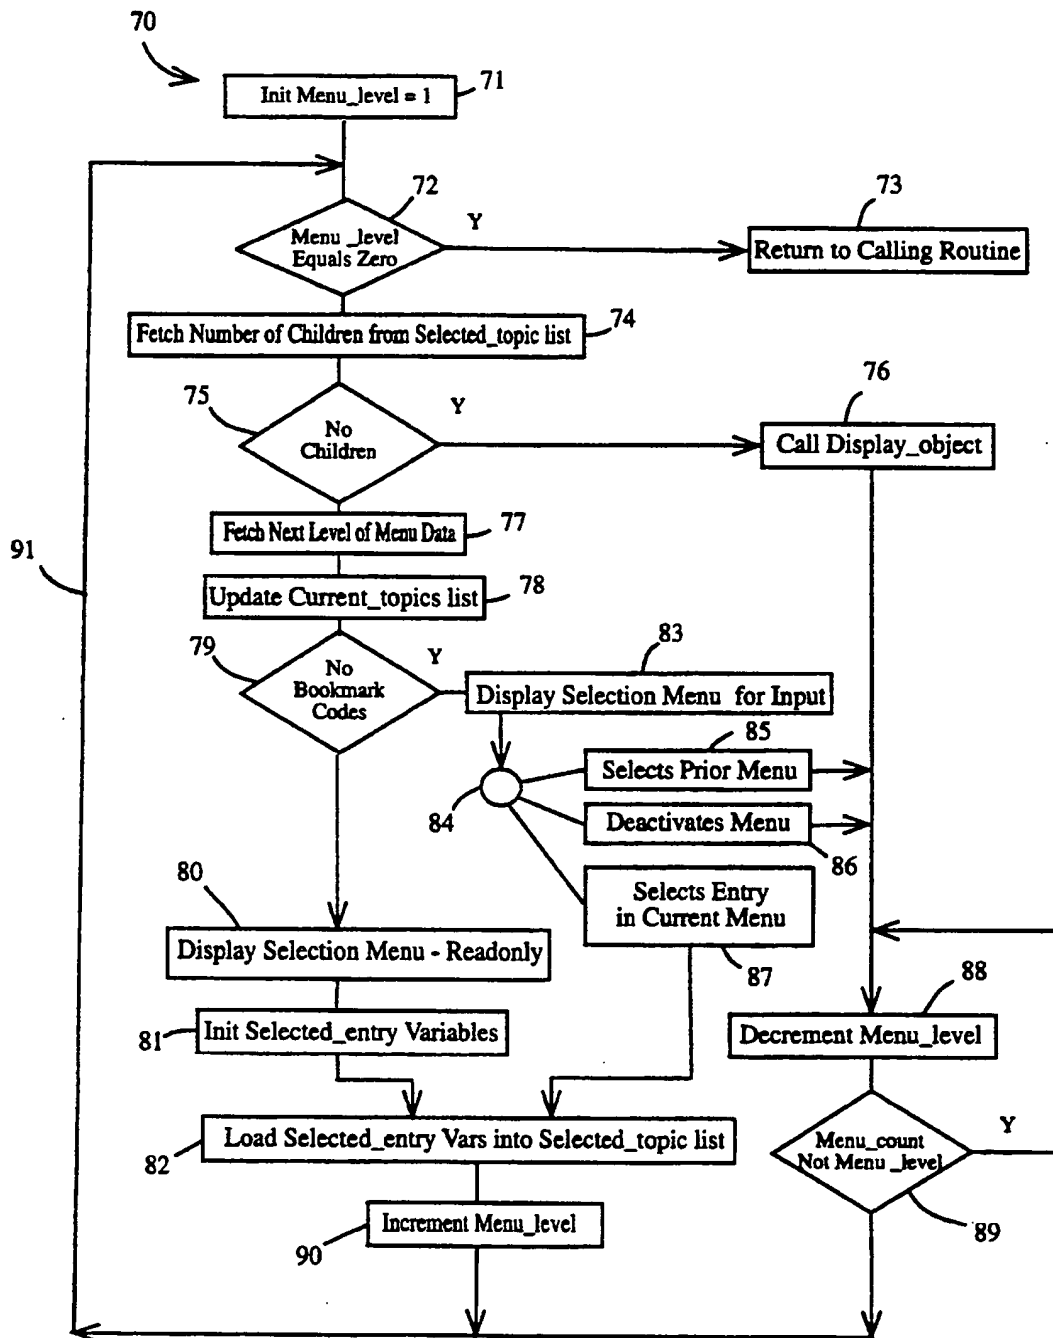 70
Init Menu_level = 1
71
72
Menu _level
Equals Zero
Y
73
Return to Calling Routine
Fetch Number of Children from Selected_topic list
74
75
No
Children
Y
76
Call Display_object
Fetch Next Level of Menu Data
77
91
Update Current_topics list
78
79
No
Bookmark
Codes
Y
83
Display Selection Menu for Input
84
85
Selects Prior Menu
Deactivates Menu
86
Selects Entry
in Current Menu
87
80
Display Selection Menu - Readonly
81
Init Selected_entry Variables
88
Decrement Menu_level
82
Load Selected_entry Vars into Selected_topic list
Menu_count
Not Menu _level
Y
89
90
Increment Menu_level